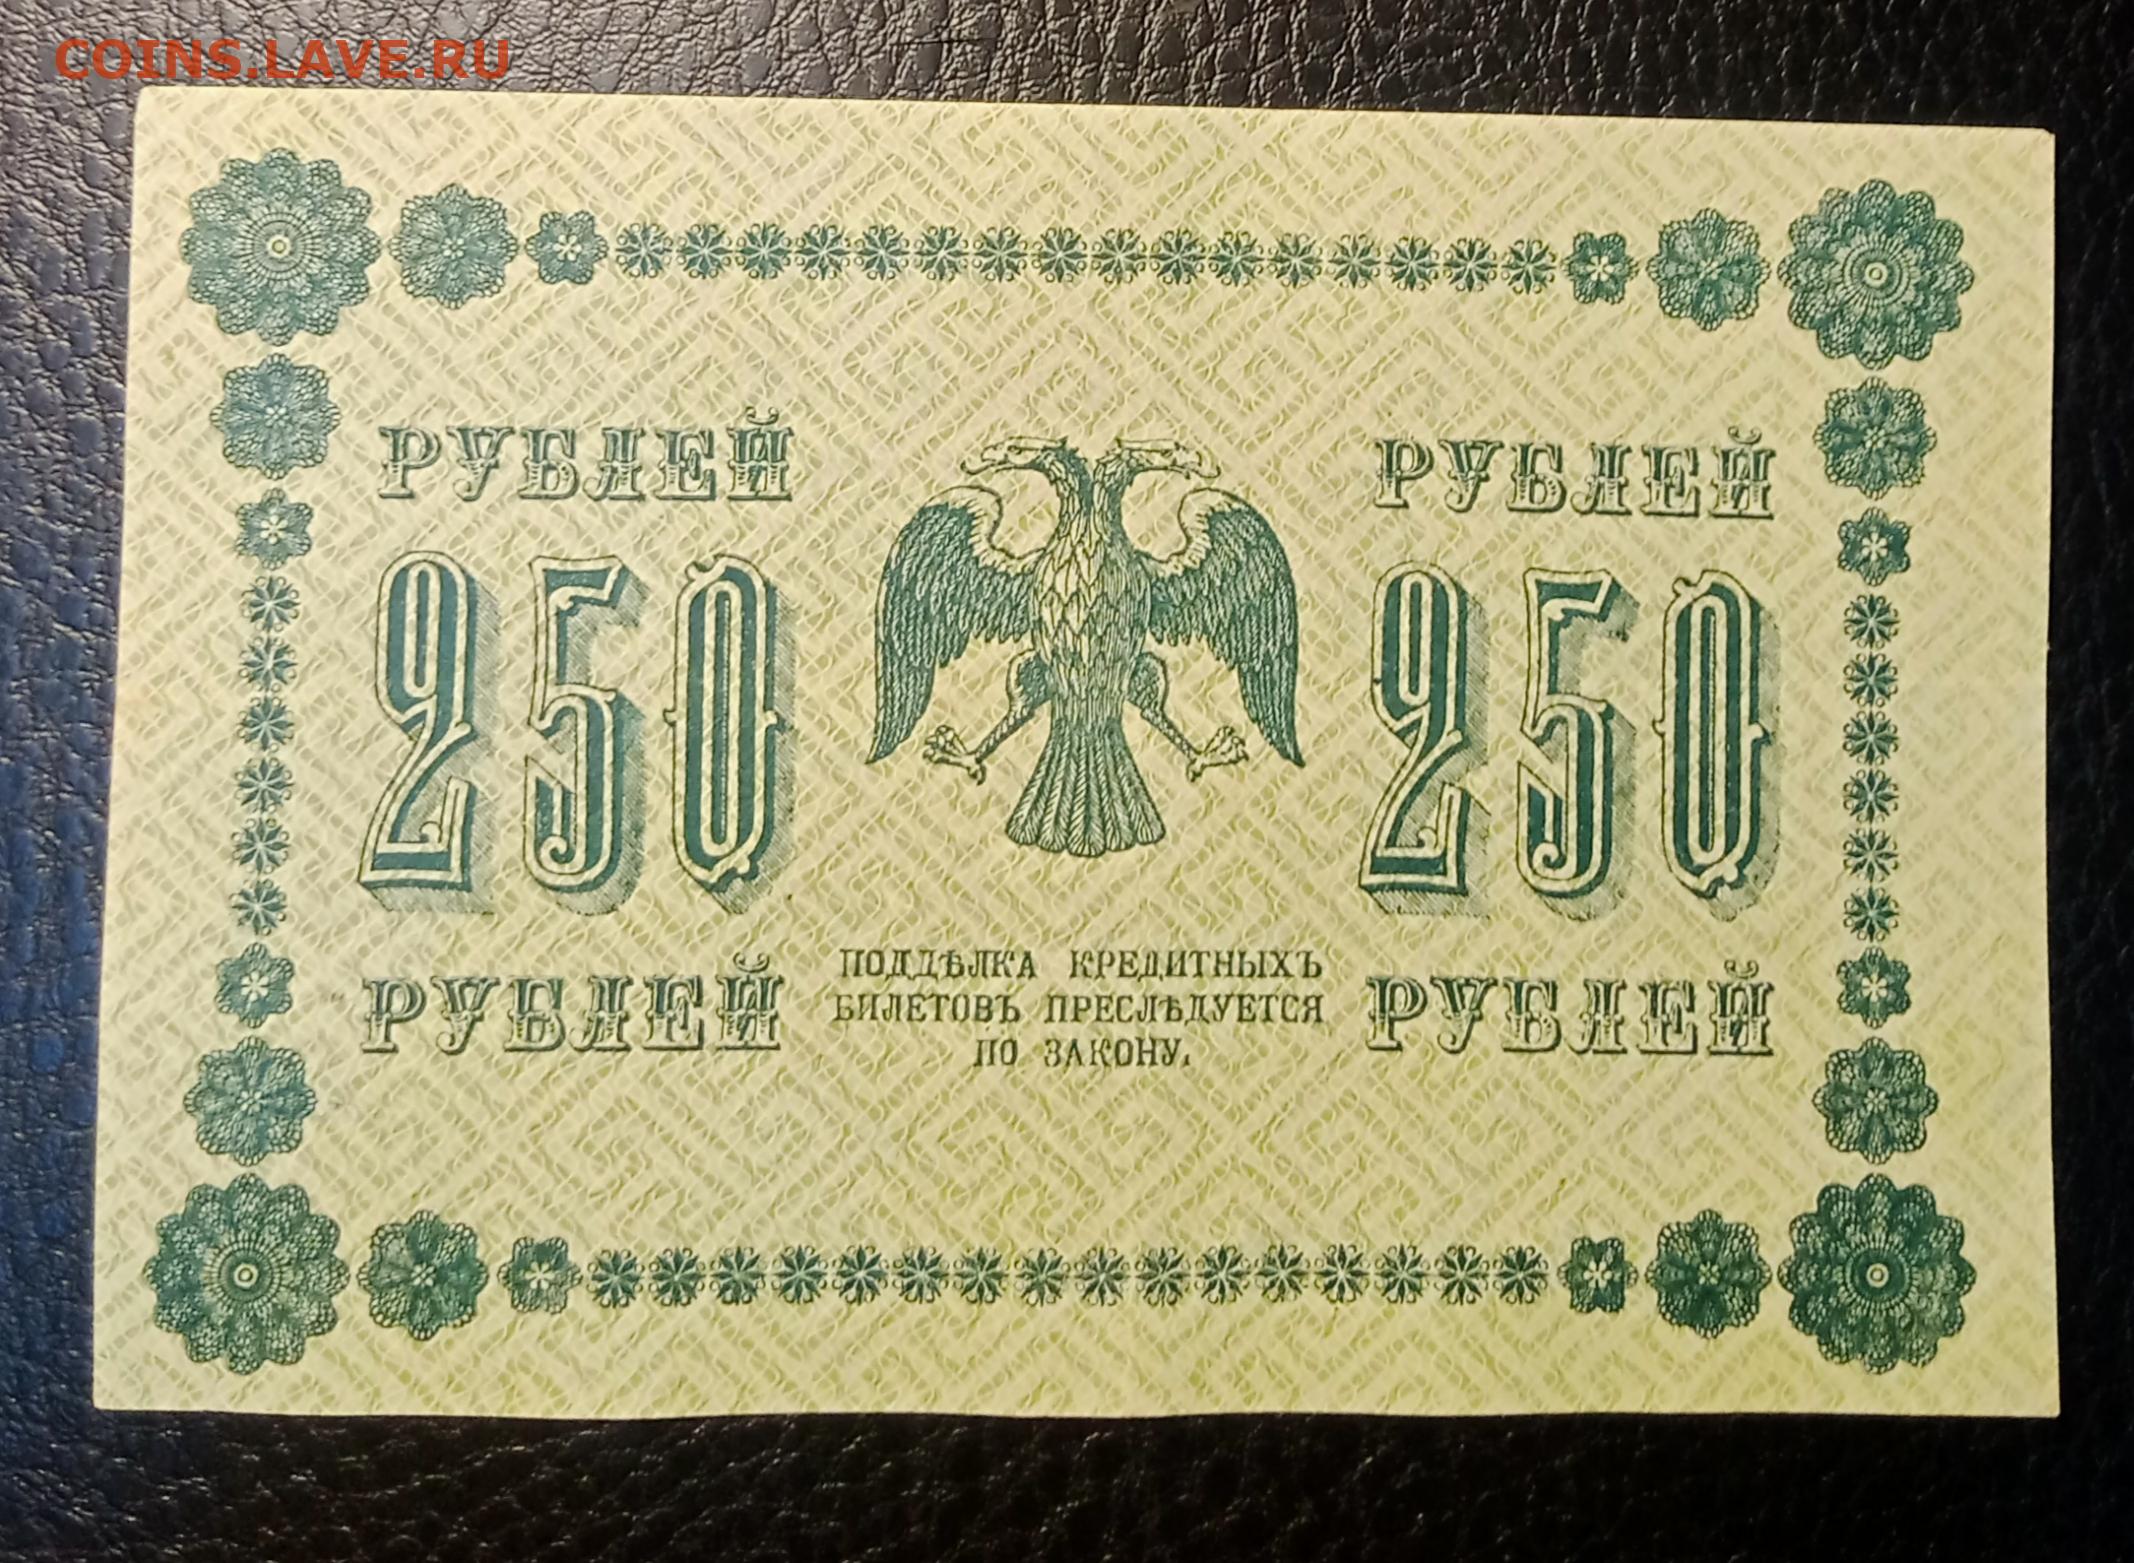 COINS.LAVE.RU
РУБЛЕЙ
РУБЛЕЙ
250
250
РУБЛЕЙ
ПОДДѢЛКА КРЕДИТНЫХЪ
БИЛЕТОВЪ ПРЕСЛѢДУЕТСЯ
ПО ЗАКОНУ.
РУБЛЕЙ